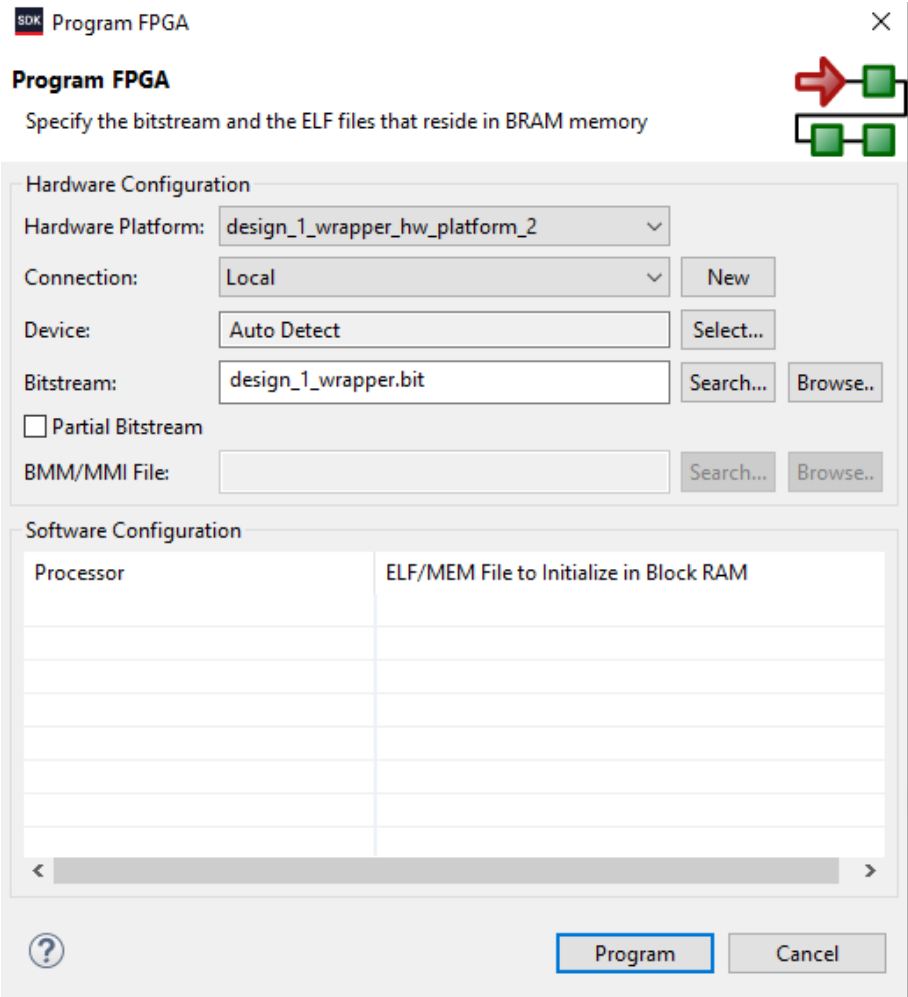 SDK Program FPGA
Program FPGA
Specify the bitstream and the ELF files that reside in BRAM memory
Hardware Configuration
Hardware Platform: design_1_wrapper_hw_platform_2
Connection: Local New
Device: Auto Detect Select...
Bitstream: design_1_wrapper.bit Search... Browse..
Partial Bitstream
BMM/MMI File: Search... Browse..
Software Configuration
Processor ELF/MEM File to Initialize in Block RAM
? Program Cancel